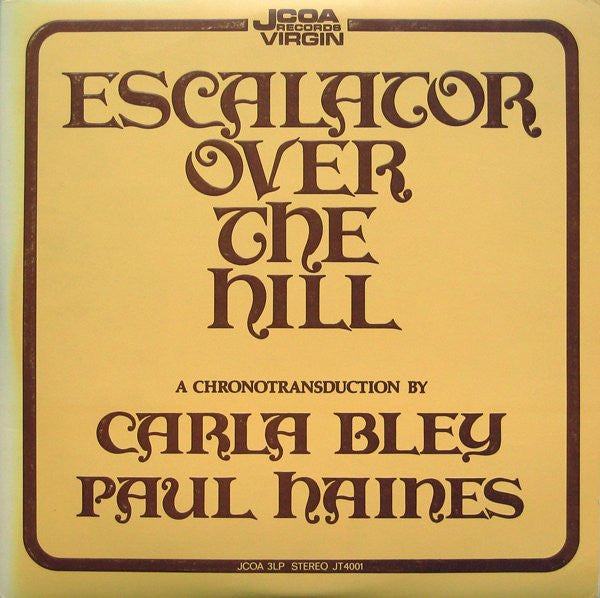 JCOA
RECORDS
VIRGIN
ESCALATOR
OVER
THE
HILL
A CHRONOTRANSDUCTION BY
CARLA BLEY
PAUL HAINES
JCOA 3LP STEREO JT4001